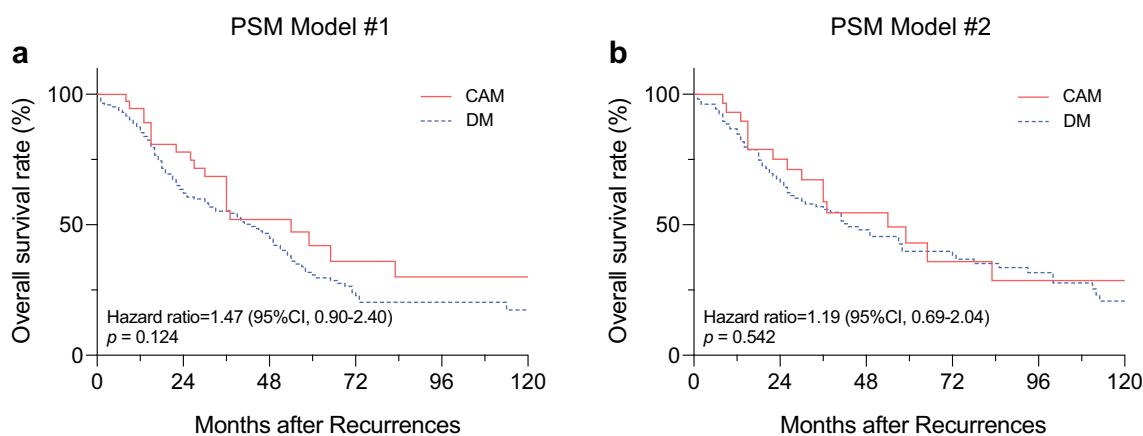 PSM Model #1
a
Overall survival rate (%)
100
50
0
CAM
DM
Hazard ratio=1.47 (95%CI, 0.90-2.40)
p = 0.124
0 24 48 72 96 120
Months after Recurrences
PSM Model #2
b
Overall survival rate (%)
100
50
0
CAM
DM
Hazard ratio=1.19 (95%CI, 0.69-2.04)
p = 0.542
0 24 48 72 96 120
Months after Recurrences